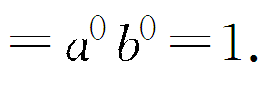 = a⁰ b⁰ = 1.